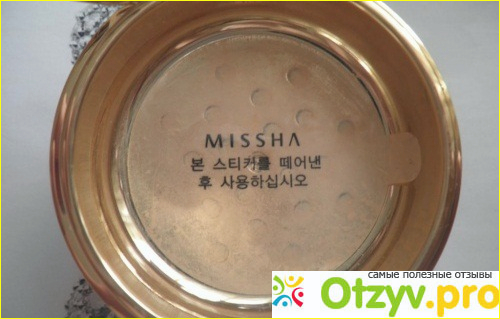 MISSHA
본 스티커를 떼어낸
후 사용하십시오
самые полезные отзывы
Otzyv.pro